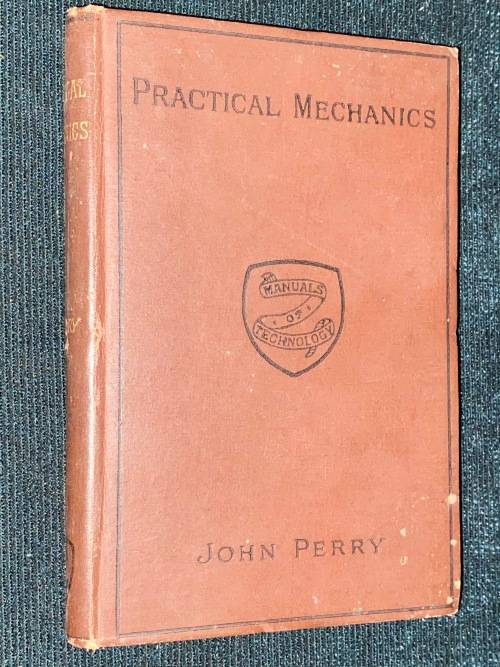 PRACTICAL MECHANICS
MANUALS
OF
TECHNOLOGY
JOHN PERRY